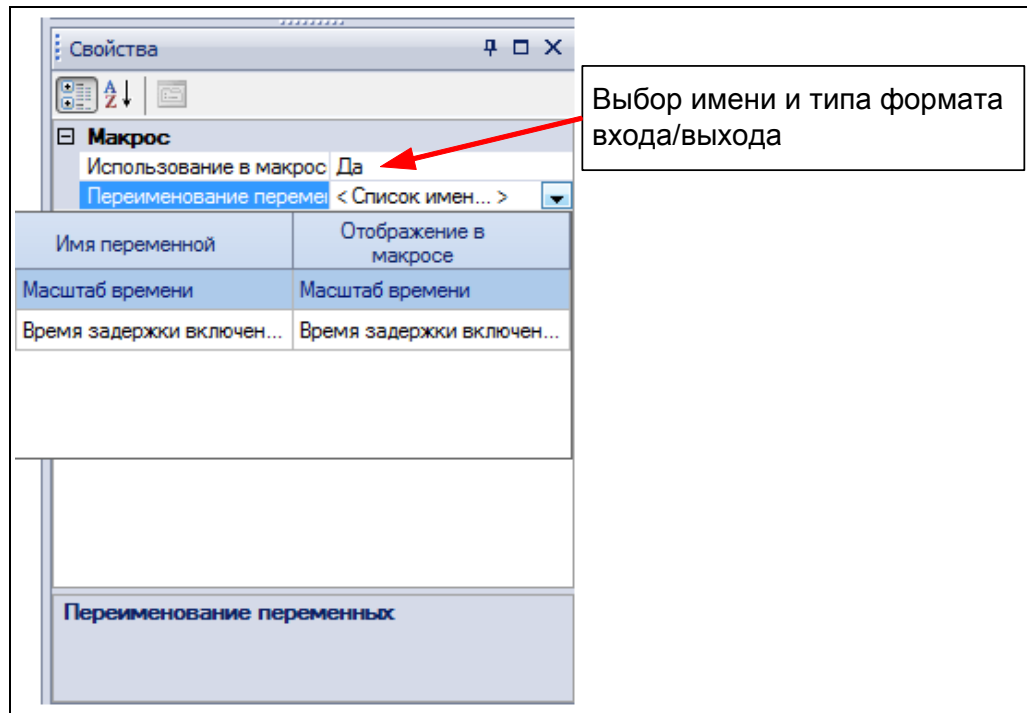 Свойства
Выбор имени и типа формата
входа/выхода
Макрос
Использование в макрос Да
Переименование переме < Список имен... >
Имя переменной Отображение в
макросе
Масштаб времени Масштаб времени
Время задержки включен... Время задержки включен...
Переименование переменных